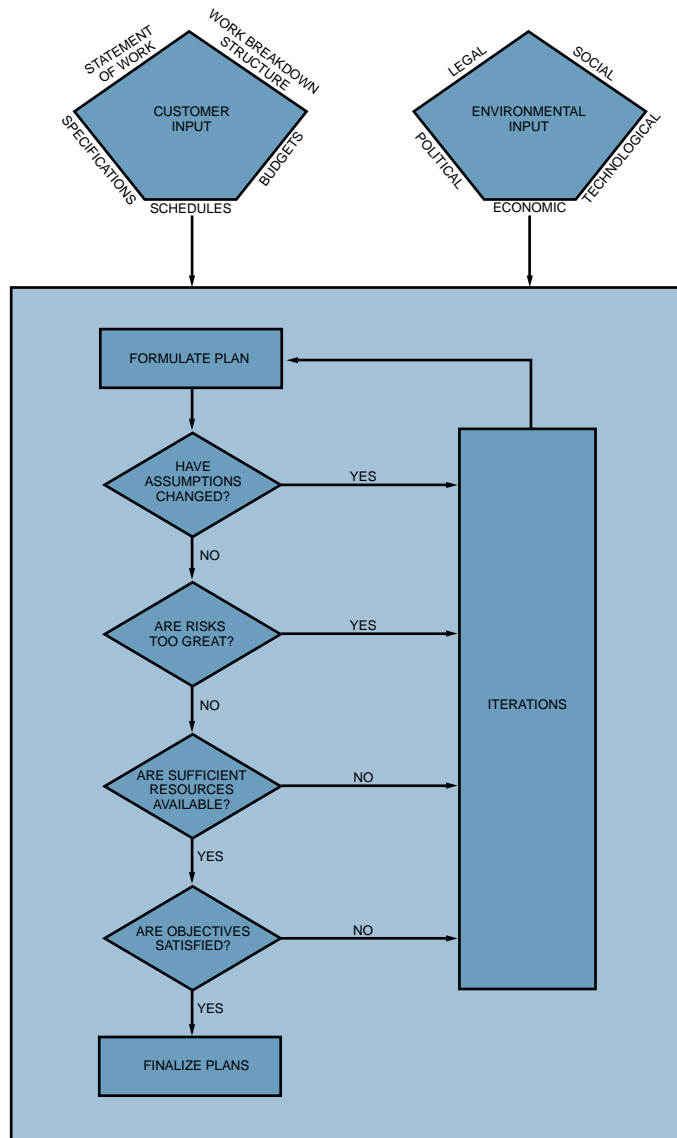 STATEMENT
OF WORK
WORK BREAKDOWN
STRUCTURE
SPECIFICATIONS
CUSTOMER
INPUT
BUDGETS
SCHEDULES
LEGAL
SOCIAL
POLITICAL
ENVIRONMENTAL
INPUT
TECHNOLOGICAL
ECONOMIC
FORMULATE PLAN
HAVE
ASSUMPTIONS
CHANGED?
YES
NO
ARE RISKS
TOO GREAT?
YES
NO
ITERATIONS
ARE SUFFICIENT
RESOURCES
AVAILABLE?
NO
YES
ARE OBJECTIVES
SATISFIED?
NO
YES
FINALIZE PLANS